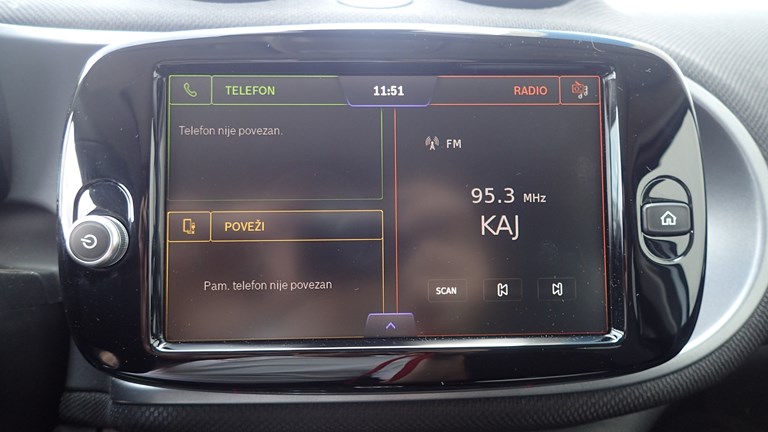 TELEFON
11:51
RADIO
Telefon nije povezan.
FM
95.3 MHz
KAJ
POVEŽI
Pam. telefon nije povezan
SCAN